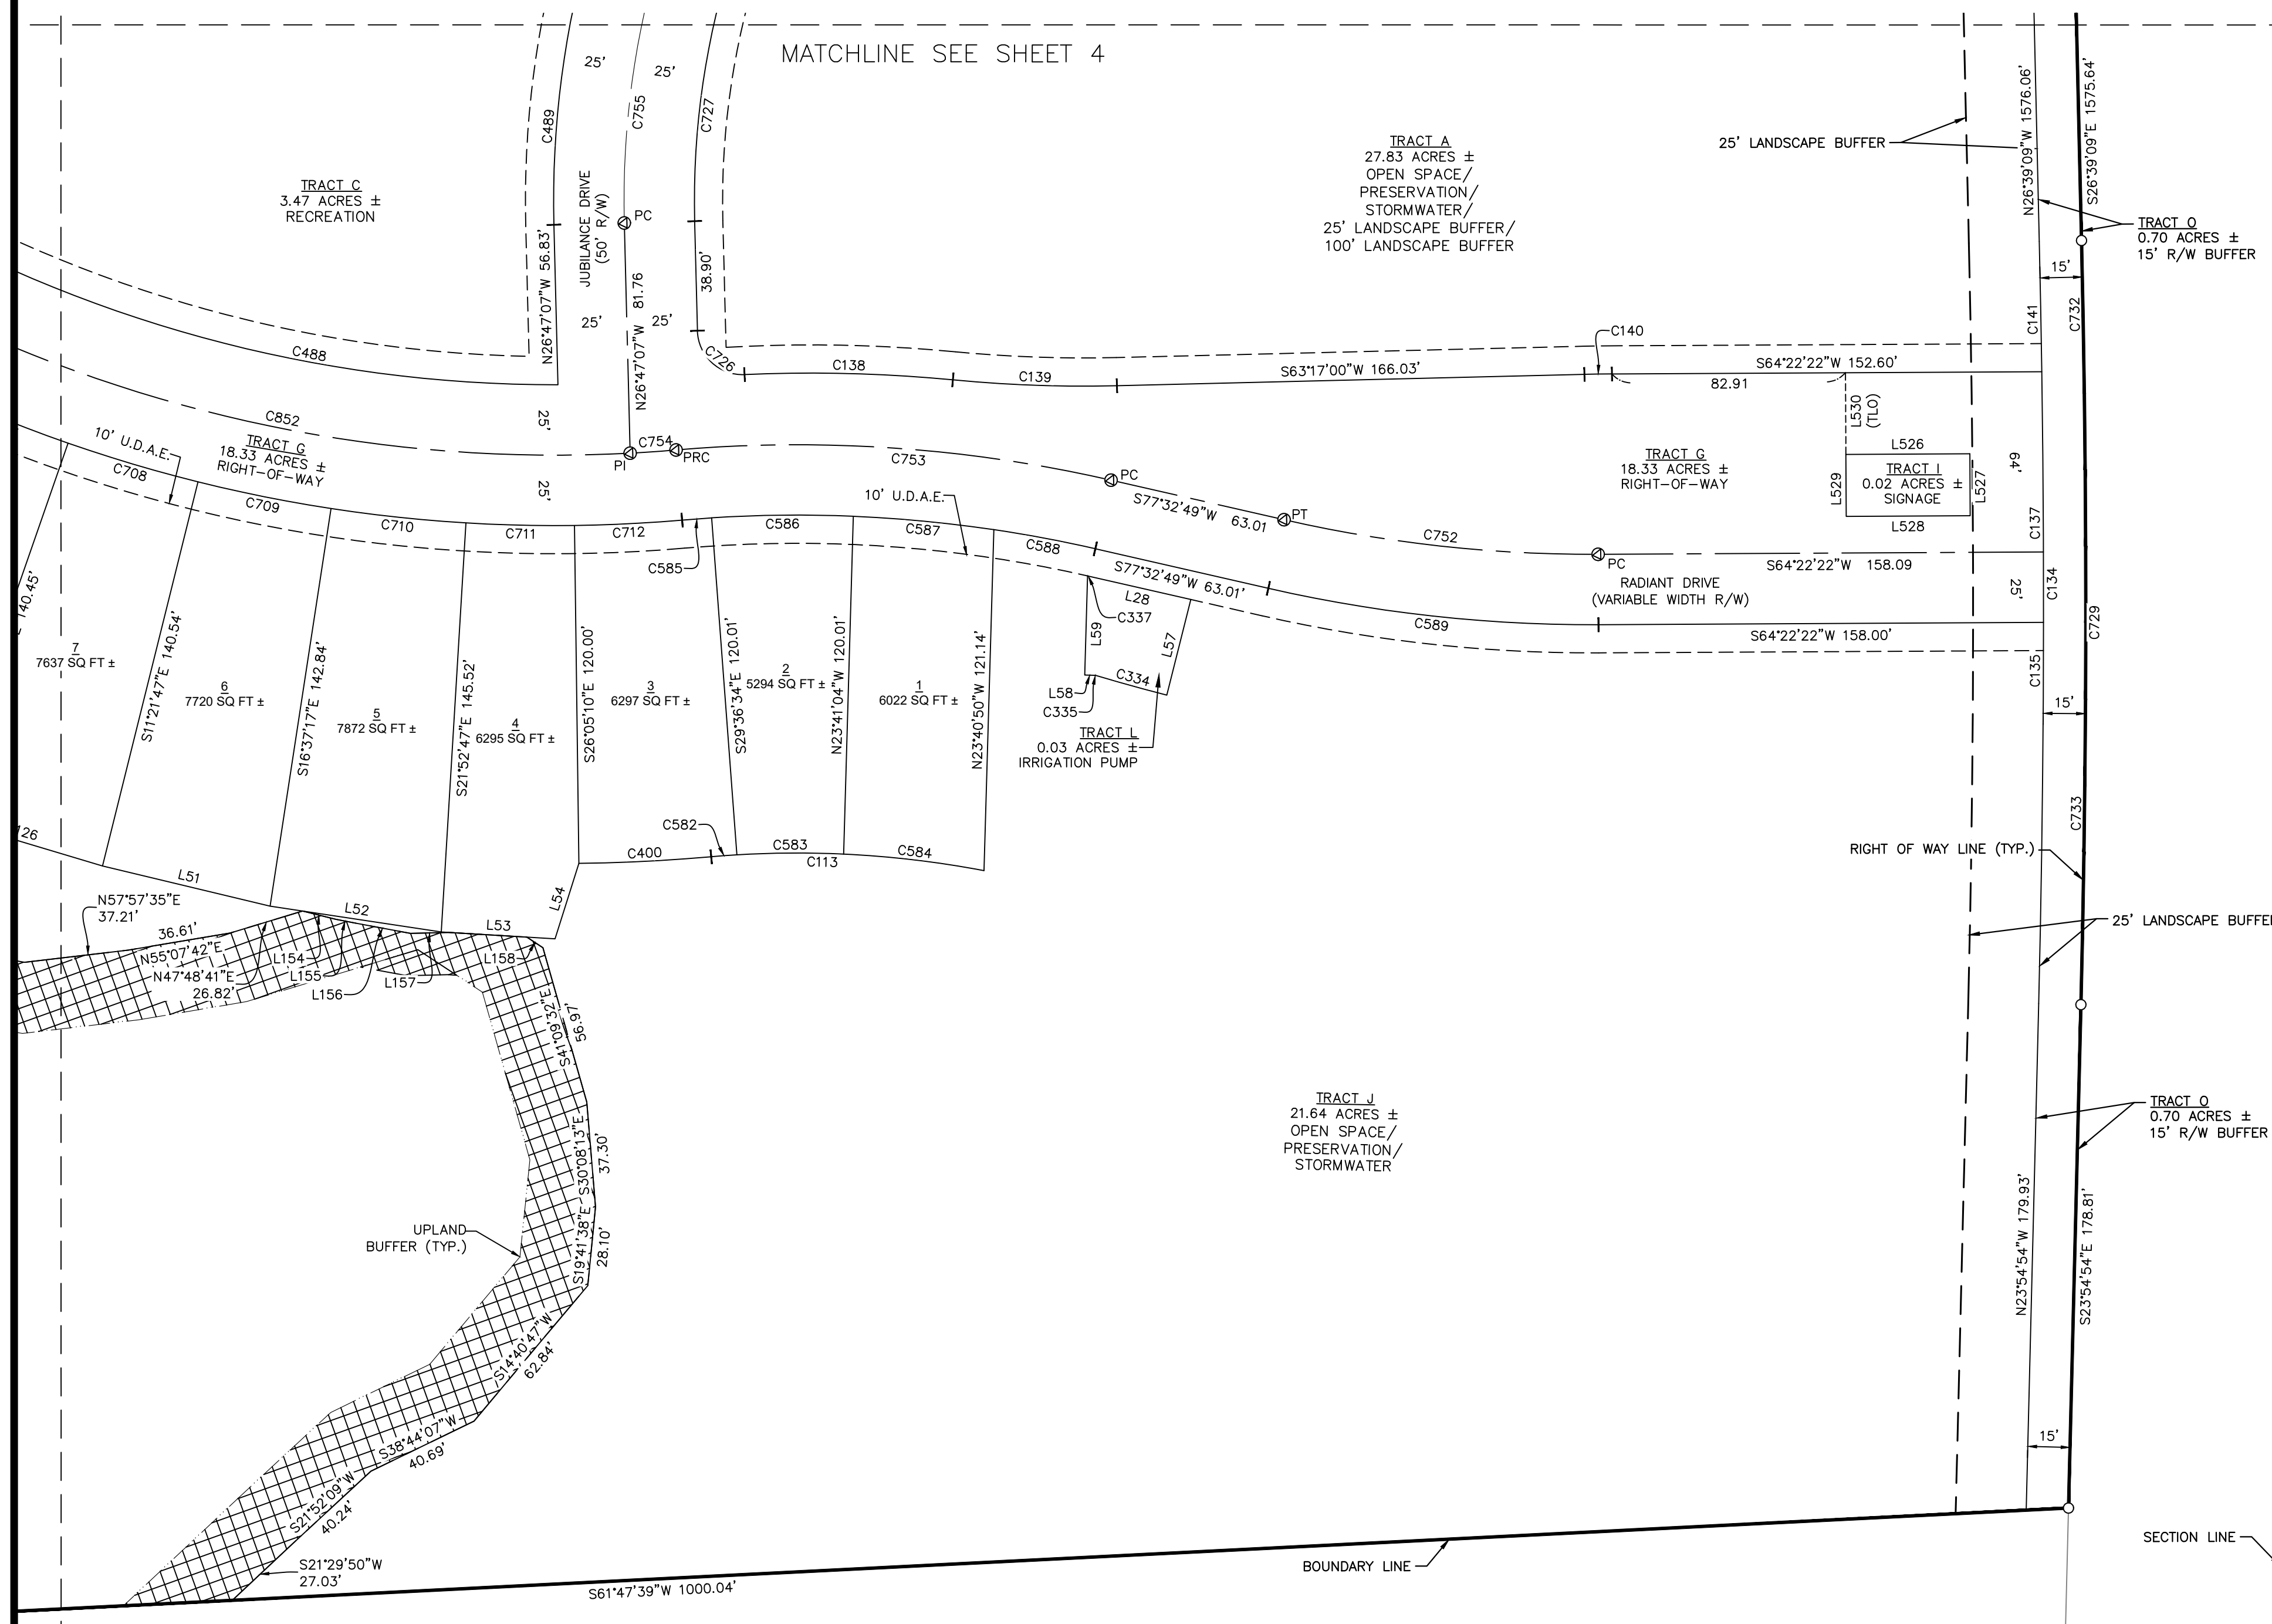 MATCHLINE SEE SHEET 4
25'
25'
C489
C755
C727
JUBILANCE DRIVE
(50' R/W)
PC
TRACT C
3.47 ACRES ±
RECREATION
TRACT A
27.83 ACRES ±
OPEN SPACE/
PRESERVATION/
STORMWATER/
25' LANDSCAPE BUFFER/
100' LANDSCAPE BUFFER
25' LANDSCAPE BUFFER
N26°39'09"W 1576.06'
S26°39'09"E 1575.64'
TRACT O
0.70 ACRES ±
15' R/W BUFFER
15'
N26°47'07"W 56.83'
N26°47'07"W 81.76
38.90'
25'
25'
C141
C732
C488
C726
C138
C139
S63°17'00"W 166.03'
C140
S64°22'22"W 152.60'
82.91
L530
(TLO)
C852
25'
C754
PI
PRC
C753
PC
10' U.D.A.E.
TRACT G
18.33 ACRES ±
RIGHT-OF-WAY
C708
25'
10' U.D.A.E.
S77°32'49"W 63.01
PT
TRACT G
18.33 ACRES ±
RIGHT-OF-WAY
L526
TRACT I
0.02 ACRES ±
SIGNAGE
L529
L527
L528
64'
C137
C709
C710
C711
C712
C585
C586
C587
C588
S77°32'49"W 63.01'
C752
PC
S64°22'22"W 158.09
RADIANT DRIVE
(VARIABLE WIDTH R/W)
25'
C134
C729
C589
S64°22'22"W 158.00'
C135
L28
C337
L59
L57
L58
C335
C334
TRACT L
0.03 ACRES ±
IRRIGATION PUMP
15'
140.45'
7
7637 SQ FT ±
S11°21'47"E 140.54'
6
7720 SQ FT ±
S16°37'17"E 142.84'
5
7872 SQ FT ±
S21°52'47"E 145.52'
4
6295 SQ FT ±
S26°05'10"E 120.00'
3
6297 SQ FT ±
S29°36'34"E 120.01'
2
5294 SQ FT ±
N23°41'04"W 120.01'
1
6022 SQ FT ±
N23°40'50"W 121.14'
C733
126
C582
C400
C583
C113
C584
RIGHT OF WAY LINE (TYP.)
L51
L52
L53
L54
N57°57'35"E
37.21'
36.61'
N55°07'42"E
N47°48'41"E
26.82'
L154
L155
L156
L157
L158
25' LANDSCAPE BUFFE
S41°09'32"E
56.97'
S30°08'13"E
37.30'
S19°41'38"E
28.10'
TRACT J
21.64 ACRES ±
OPEN SPACE/
PRESERVATION/
STORMWATER
TRACT O
0.70 ACRES ±
15' R/W BUFFER
N23°54'54"W 179.93'
S23°54'54"E 178.81'
UPLAND
BUFFER (TYP.)
S14°40'47"W
62.84'
S38°44'07"W
40.69'
S21°52'09"W
40.24'
S21°29'50"W
27.03'
15'
BOUNDARY LINE
SECTION LINE
S61°47'39"W 1000.04'